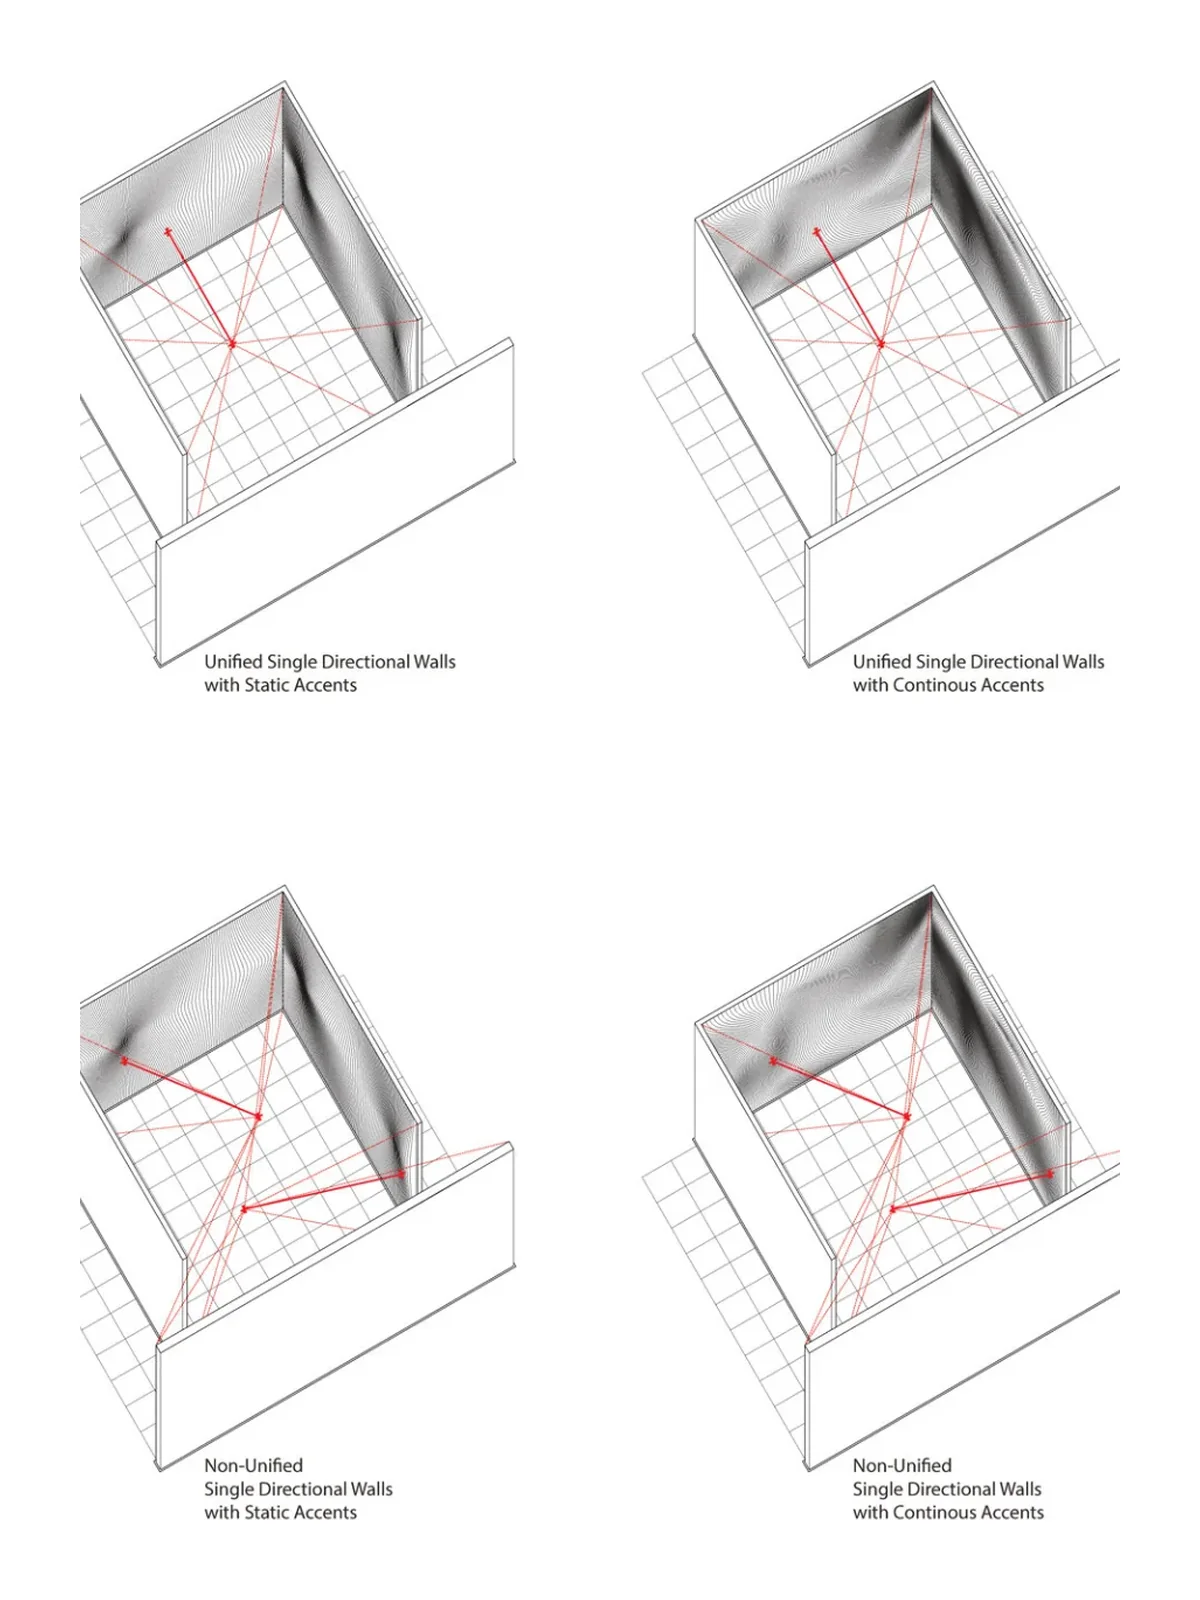 Unified Single Directional Walls
with Static Accents
Unified Single Directional Walls
with Continous Accents
Non-Unified
Single Directional Walls
with Static Accents
Non-Unified
Single Directional Walls
with Continous Accents